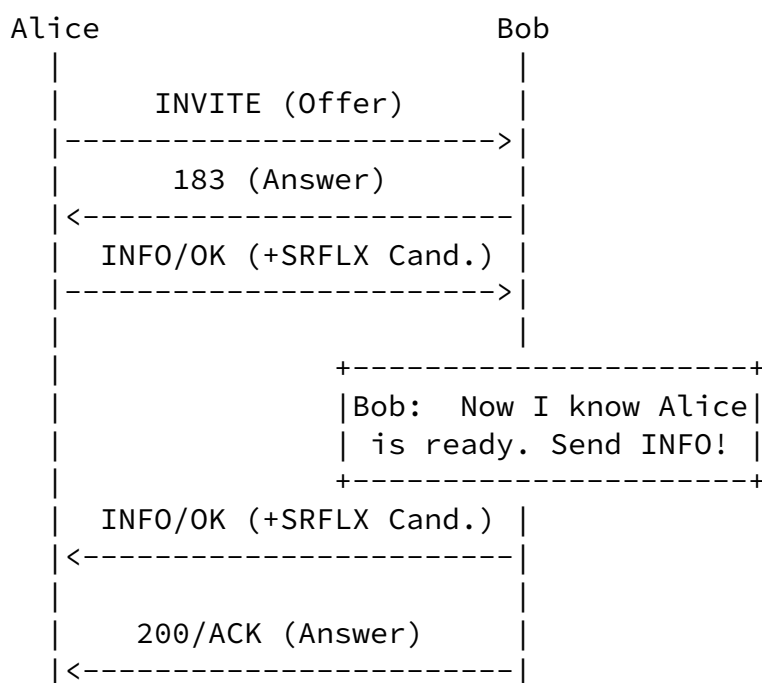 Alice Bob
INVITE (Offer)
183 (Answer)
INFO/OK (+SRFLX Cand.)
Bob: Now I know Alice
is ready. Send INFO!
INFO/OK (+SRFLX Cand.)
200/ACK (Answer)